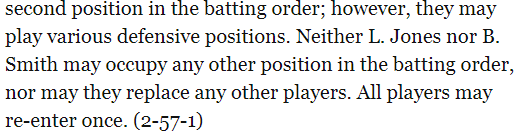 second position in the batting order; however, they may
play various defensive positions. Neither L. Jones nor B.
Smith may occupy any other position in the batting order,
nor may they replace any other players. All players may
re-enter once. (2-57-1)